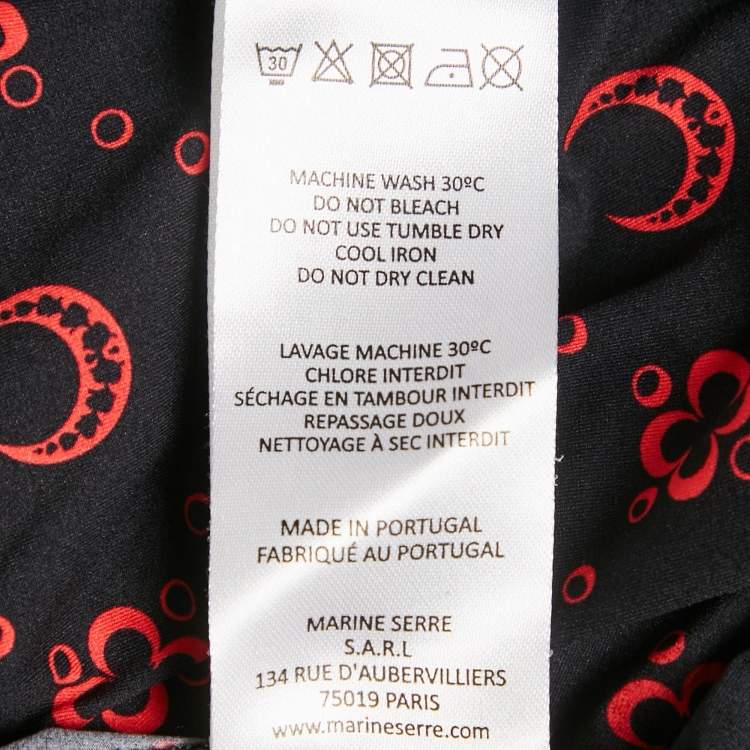 30
MACHINE WASH 30ºC
DO NOT BLEACH
DO NOT USE TUMBLE DRY
COOL IRON
DO NOT DRY CLEAN
LAVAGE MACHINE 30ºC
CHLORE INTERDIT
SÉCHAGE EN TAMBOUR INTERDIT
REPASSAGE DOUX
NETTOYAGE À SEC INTERDIT
MADE IN PORTUGAL
FABRIQUÉ AU PORTUGAL
MARINE SERRE
S.A.R.L
134 RUE D'AUBERVILLIERS
75019 PARIS
www.marineserre.com